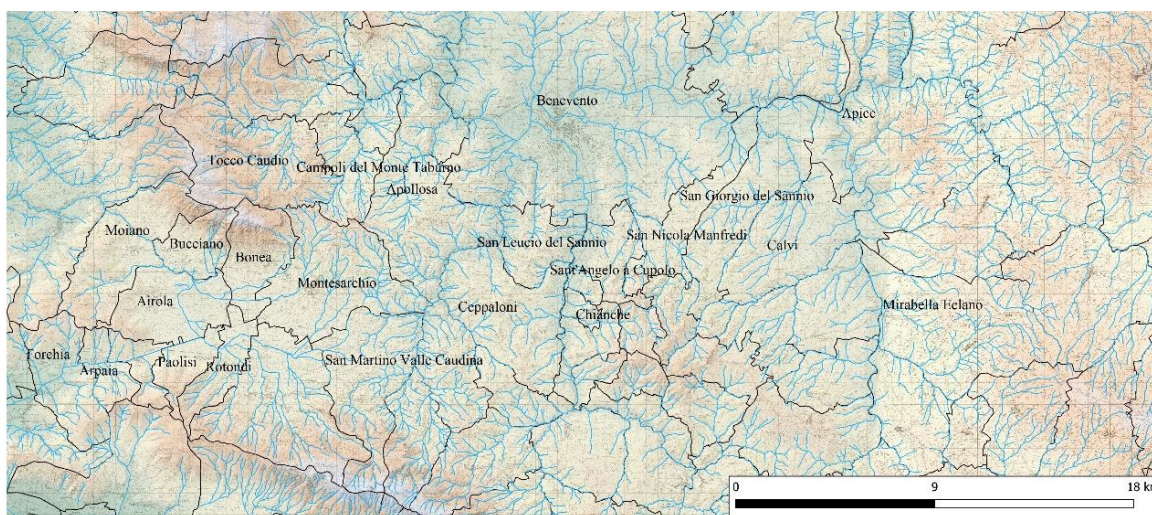 Benevento
Apice
Tocco Caudio
Campoli del Monte Taburno
Apollosa
San Giorgio del Sannio
Moiano
Bucciano
Bonea
San Leucio del Sannio
San Nicola Manfredi
Calvi
Montesarchio
Sant'Angelo a Cupolo
Airola
Ceppaloni
Chianche
Mirabella Eclano
Forchia
Arpaia
Paolisi
Rotondi
San Martino Valle Caudina
0 9 18 km